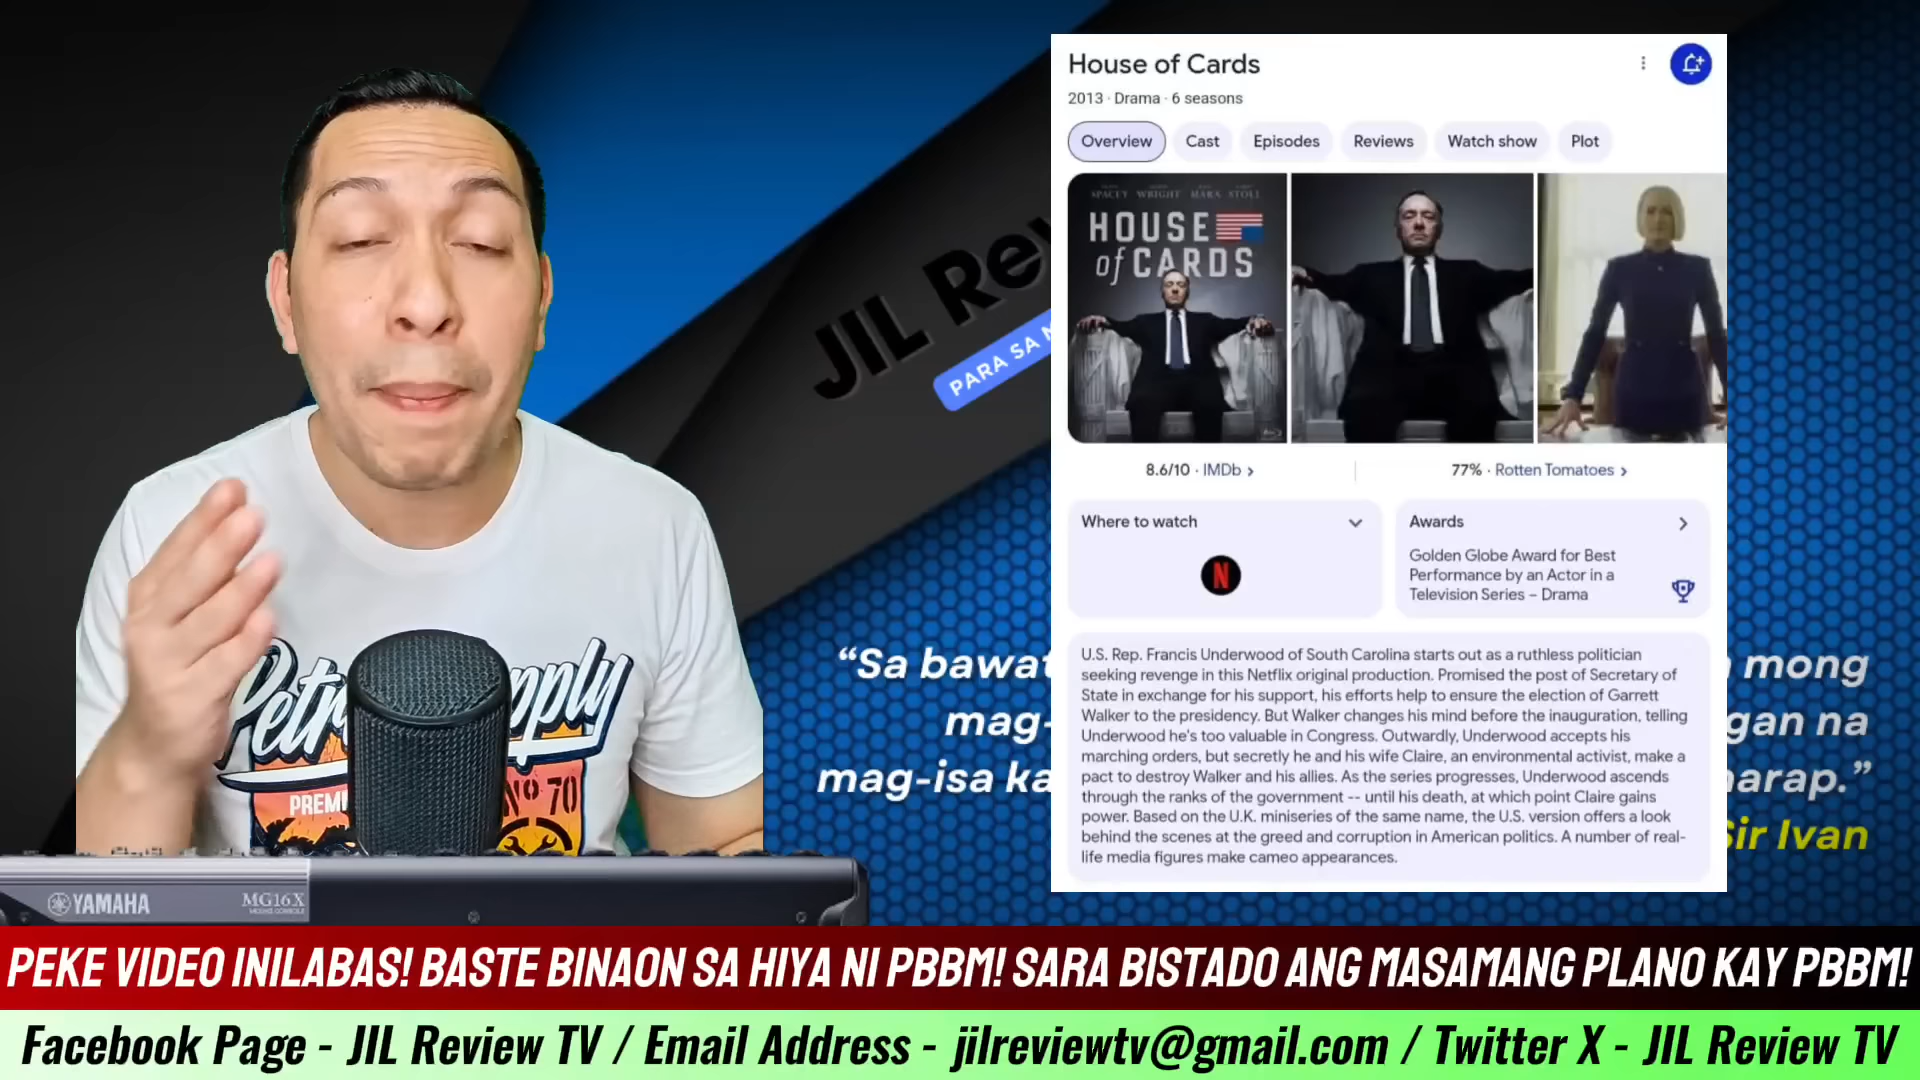 House of Cards
2013 · Drama · 6 seasons
Overview
Cast
Episodes
Reviews
Watch show
Plot
SPACEY WRIGHT MARA STOLL
HOUSE
of CARDS
8.6/10 · IMDb
77% · Rotten Tomatoes
Where to watch
N
Awards
Golden Globe Award for Best
Performance by an Actor in a
Television Series – Drama
U.S. Rep. Francis Underwood of South Carolina starts out as a ruthless politician
seeking revenge in this Netflix original production. Promised the post of Secretary of
State in exchange for his support, his efforts help to ensure the election of Garrett
Walker to the presidency. But Walker changes his mind before the inauguration, telling
Underwood he's too valuable in Congress. Outwardly, Underwood accepts his
marching orders, but secretly he and his wife Claire, an environmental activist, make a
pact to destroy Walker and his allies. As the series progresses, Underwood ascends
through the ranks of the government -- until his death, at which point Claire gains
power. Based on the U.K. miniseries of the same name, the U.S. version offers a look
behind the scenes at the greed and corruption in American politics. A number of real-
life media figures make cameo appearances.
JIL Rev
PARA SA
“Sa bawat mong
mag- gan na
mag-isa ka harap.”
Sir Ivan
PREMI
Nº 70
YAMAHA
MG16X
PEKE VIDEO INILABAS! BASTE BINAON SA HIYA NI PBBM! SARA BISTADO ANG MASAMANG PLANO KAY PBBM!
Facebook Page - JIL Review TV / Email Address - jilreviewtv@gmail.com / Twitter X - JIL Review TV